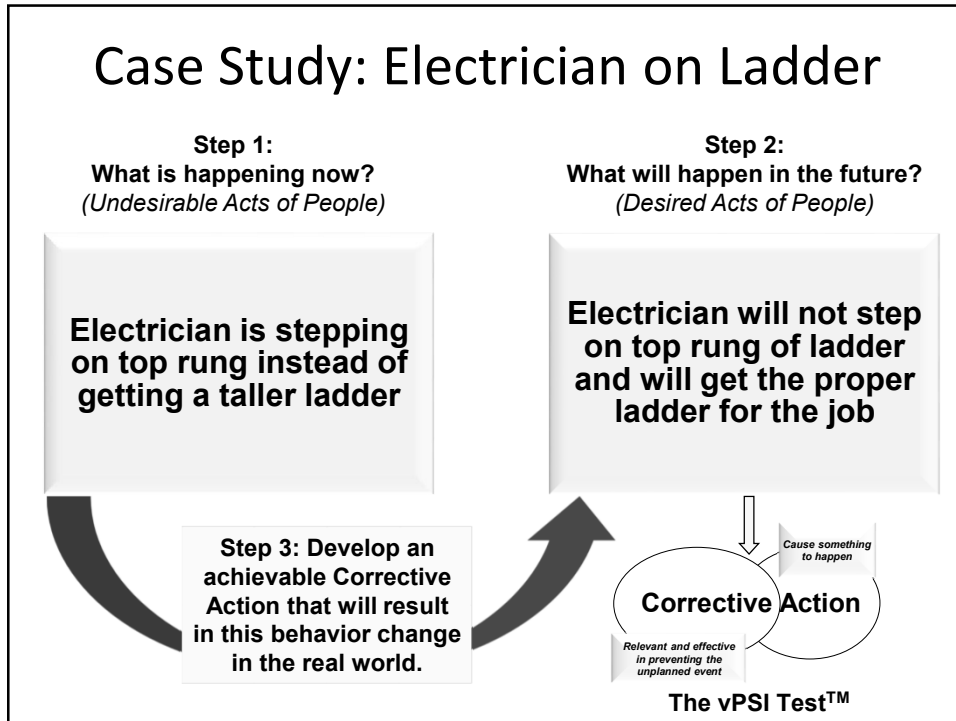 Case Study: Electrician on Ladder
Step 1:
What is happening now?
(Undesirable Acts of People)
Electrician is stepping
on top rung instead of
getting a taller ladder
Step 2:
What will happen in the future?
(Desired Acts of People)
Electrician will not step
on top rung of ladder
and will get the proper
ladder for the job
Step 3: Develop an
achievable Corrective
Action that will result
in this behavior change
in the real world.
Cause something
to happen
Corrective Action
Relevant and effective
in preventing the
unplanned event
The vPSI Test™